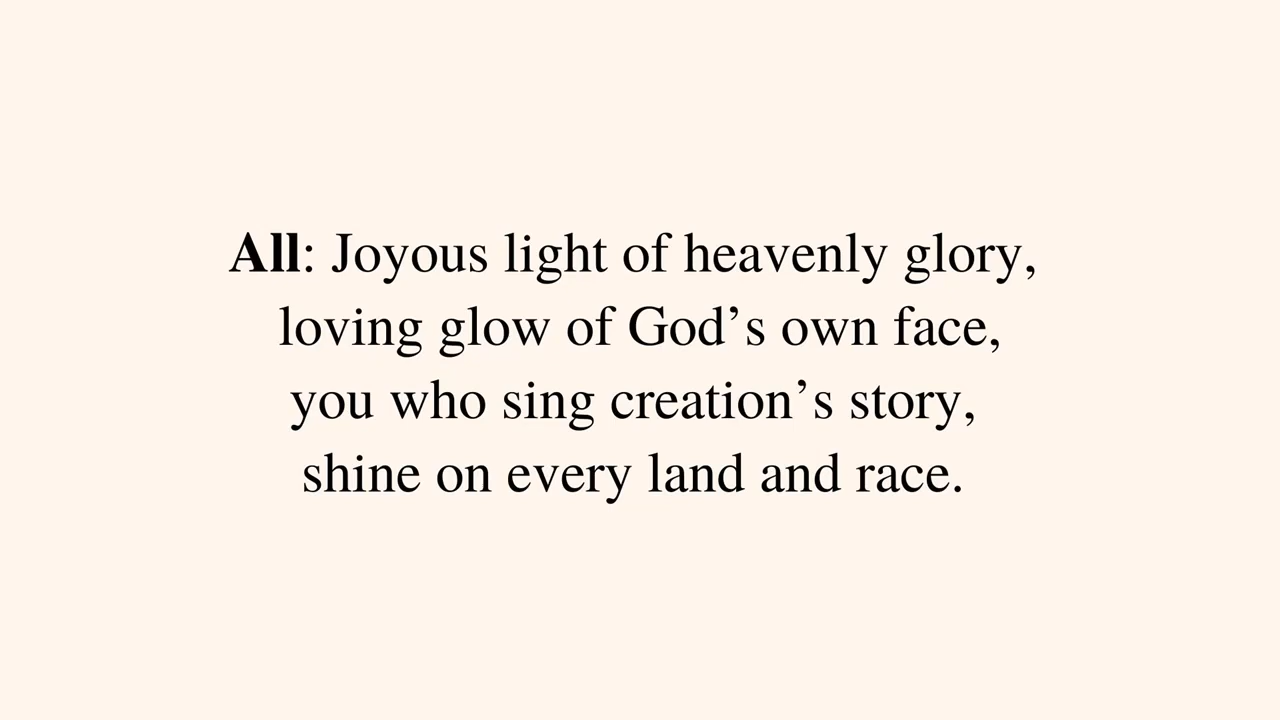 All: Joyous light of heavenly glory,
loving glow of God’s own face,
you who sing creation’s story,
shine on every land and race.